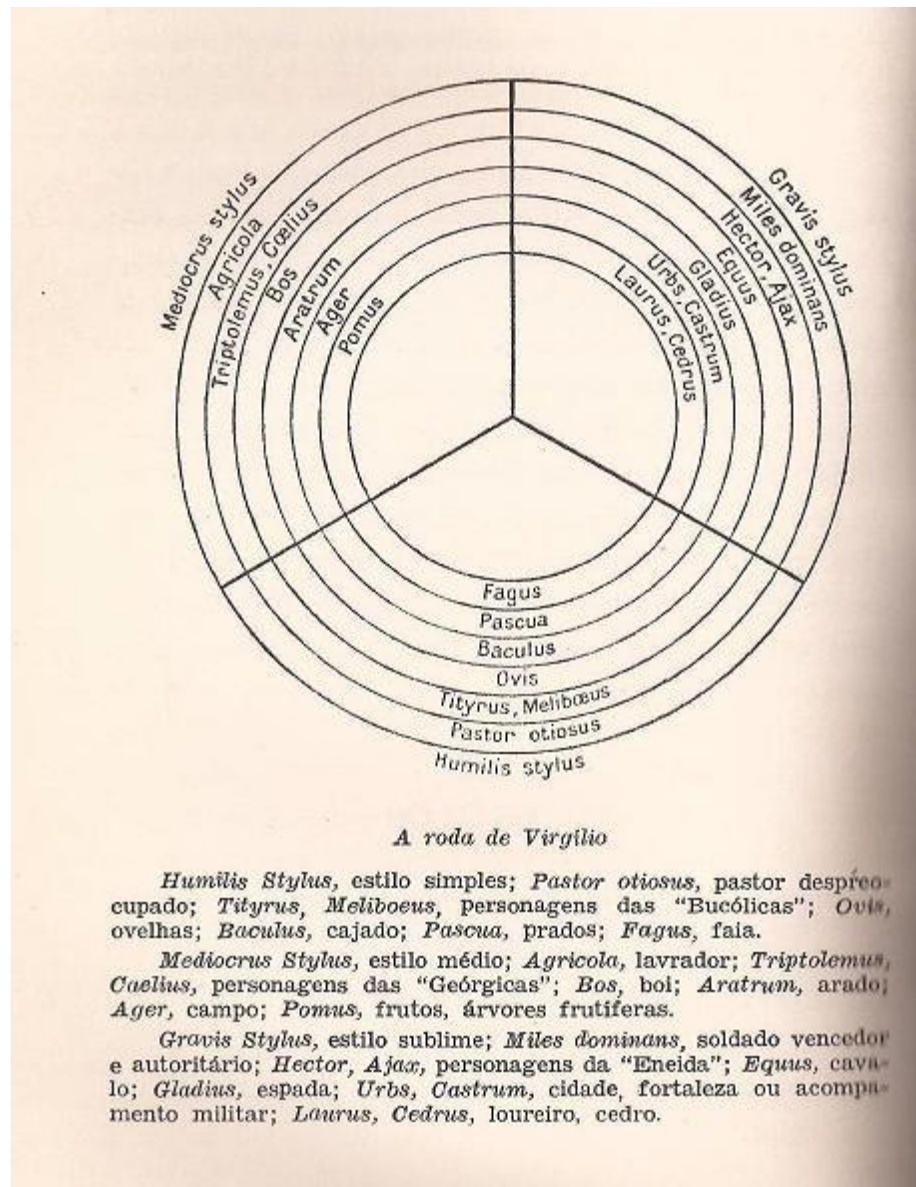 Mediocrus stylus
Agricola
Triptolemus, Cœlius
Bos
Aratrum
Ager
Pomus
Gravis stylus
Miles dominans
Hector, Ajax
Equus
Gladius
Urbs, Castrum
Laurus, Cedrus
Fagus
Pascua
Baculus
Ovis
Tityrus, Melibœus
Pastor otiosus
Humilis stylus
A roda de Virgílio
Humilis Stylus, estilo simples; Pastor otiosus, pastor despreo-
cupado; Tityrus, Meliboeus, personagens das “Bucólicas”; Ovis,
ovelhas; Baculus, cajado; Pascua, prados; Fagus, faia.
Mediocrus Stylus, estilo médio; Agricola, lavrador; Triptolemus,
Caelius, personagens das “Geórgicas”; Bos, boi; Aratrum, arado;
Ager, campo; Pomus, frutos, árvores frutíferas.
Gravis Stylus, estilo sublime; Miles dominans, soldado vencedor
e autoritário; Hector, Ajax, personagens da “Eneida”; Equus, cava-
lo; Gladius, espada; Urbs, Castrum, cidade, fortaleza ou acompa-
mento militar; Laurus, Cedrus, loureiro, cedro.